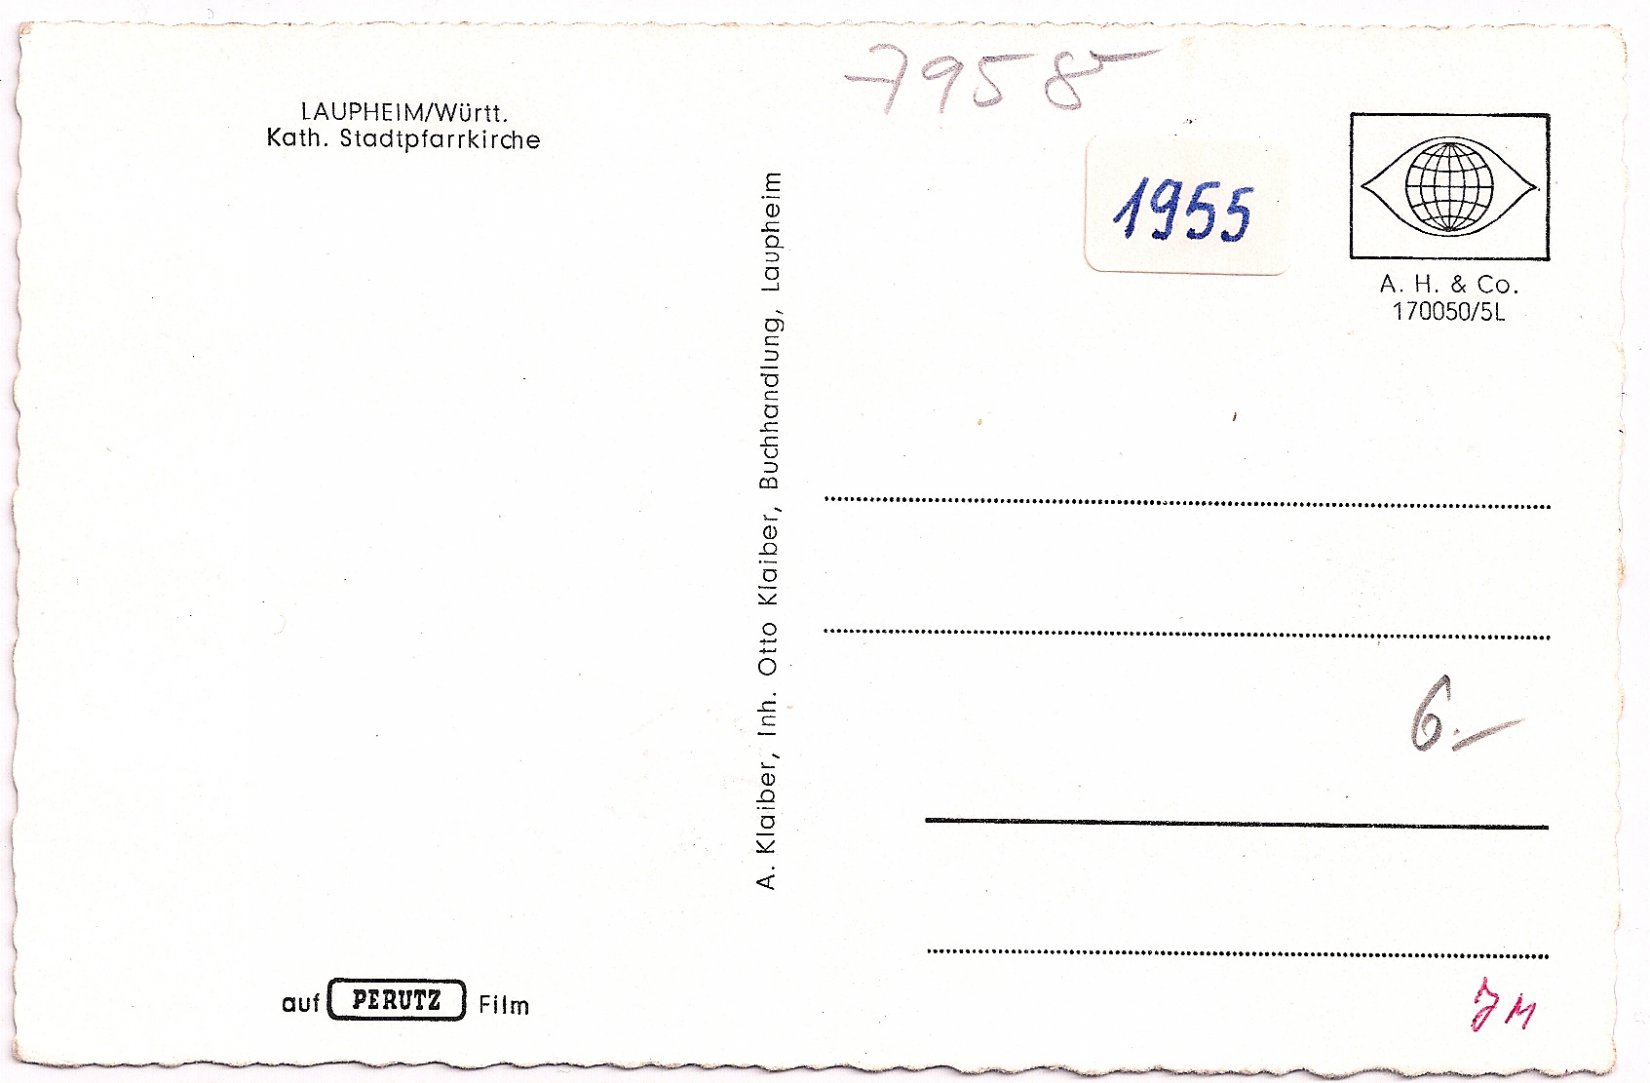 7958
LAUPHEIM/Württ.
Kath. Stadtpfarrkirche
A. Klaiber, Inh. Otto Klaiber, Buchhandlung, Laupheim
1955
A. H. & Co.
170050/5L
6.-
auf PERUTZ Film